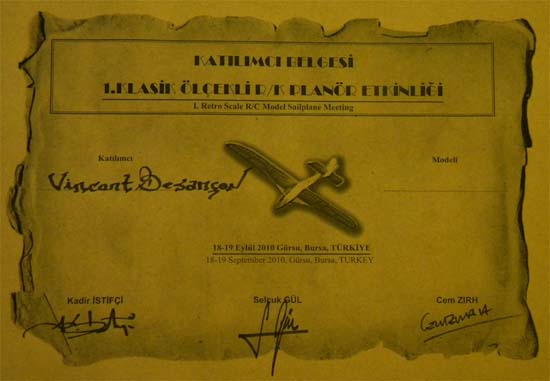 KATILIMCI BELGESİ
1.KLASİK ÖLÇEKLİ R/K PLANÖR ETKİNLİĞİ
I. Retro Scale R/C Model Sailplane Meeting
Katılımcı
Modeli
Vincent Besançon
18-19 Eylül 2010 Gürsu, Bursa, TÜRKİYE
18-19 September 2010, Gürsu, Bursa, TURKEY
Kadir İSTİFÇİ
Selçuk GÜL
Cem ZIRH